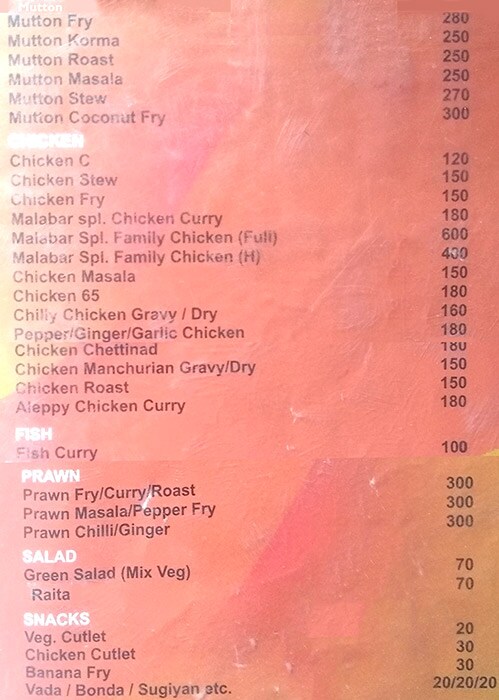 Mutton
Mutton Fry 280
Mutton Korma 250
Mutton Roast 250
Mutton Masala 250
Mutton Stew 270
Mutton Coconut Fry 300
CHICKEN
Chicken C 120
Chicken Stew 150
Chicken Fry 150
Malabar spl. Chicken Curry 180
Malabar Spl. Family Chicken (Full) 600
Malabar Spl. Family Chicken (H) 400
Chicken Masala 150
Chicken 65 180
Chilly Chicken Gravy / Dry 160
Pepper/Ginger/Garlic Chicken 180
Chicken Chettinad 180
Chicken Manchurian Gravy/Dry 150
Chicken Roast 150
Aleppy Chicken Curry 180
FISH
Fish Curry 100
PRAWN
Prawn Fry/Curry/Roast 300
Prawn Masala/Pepper Fry 300
Prawn Chilli/Ginger 300
SALAD
Green Salad (Mix Veg) 70
Raita 70
SNACKS
Veg. Cutlet 20
Chicken Cutlet 30
Banana Fry 30
Vada / Bonda / Sugiyan etc. 20/20/20